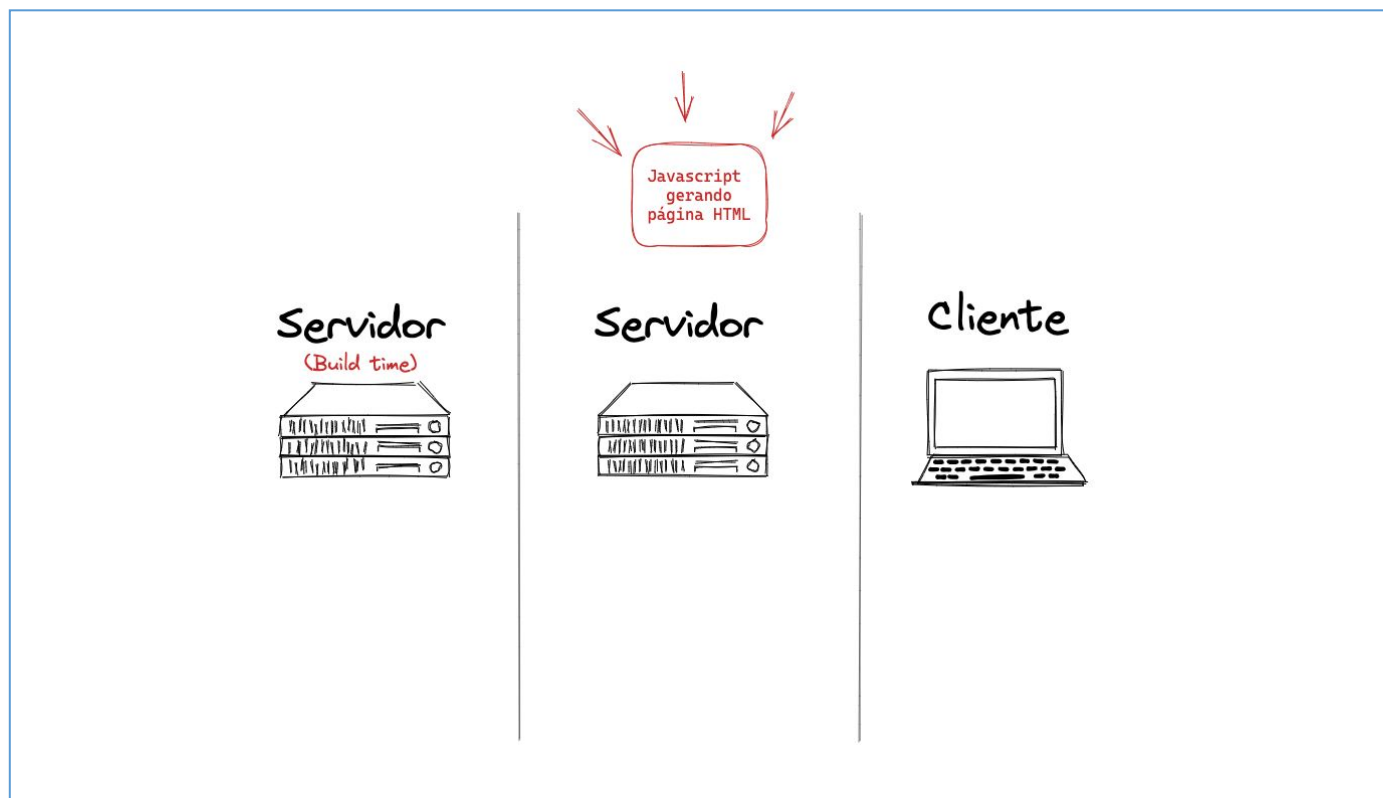 Javascript
gerando
página HTML
Servidor
(Build time)
Servidor
Cliente